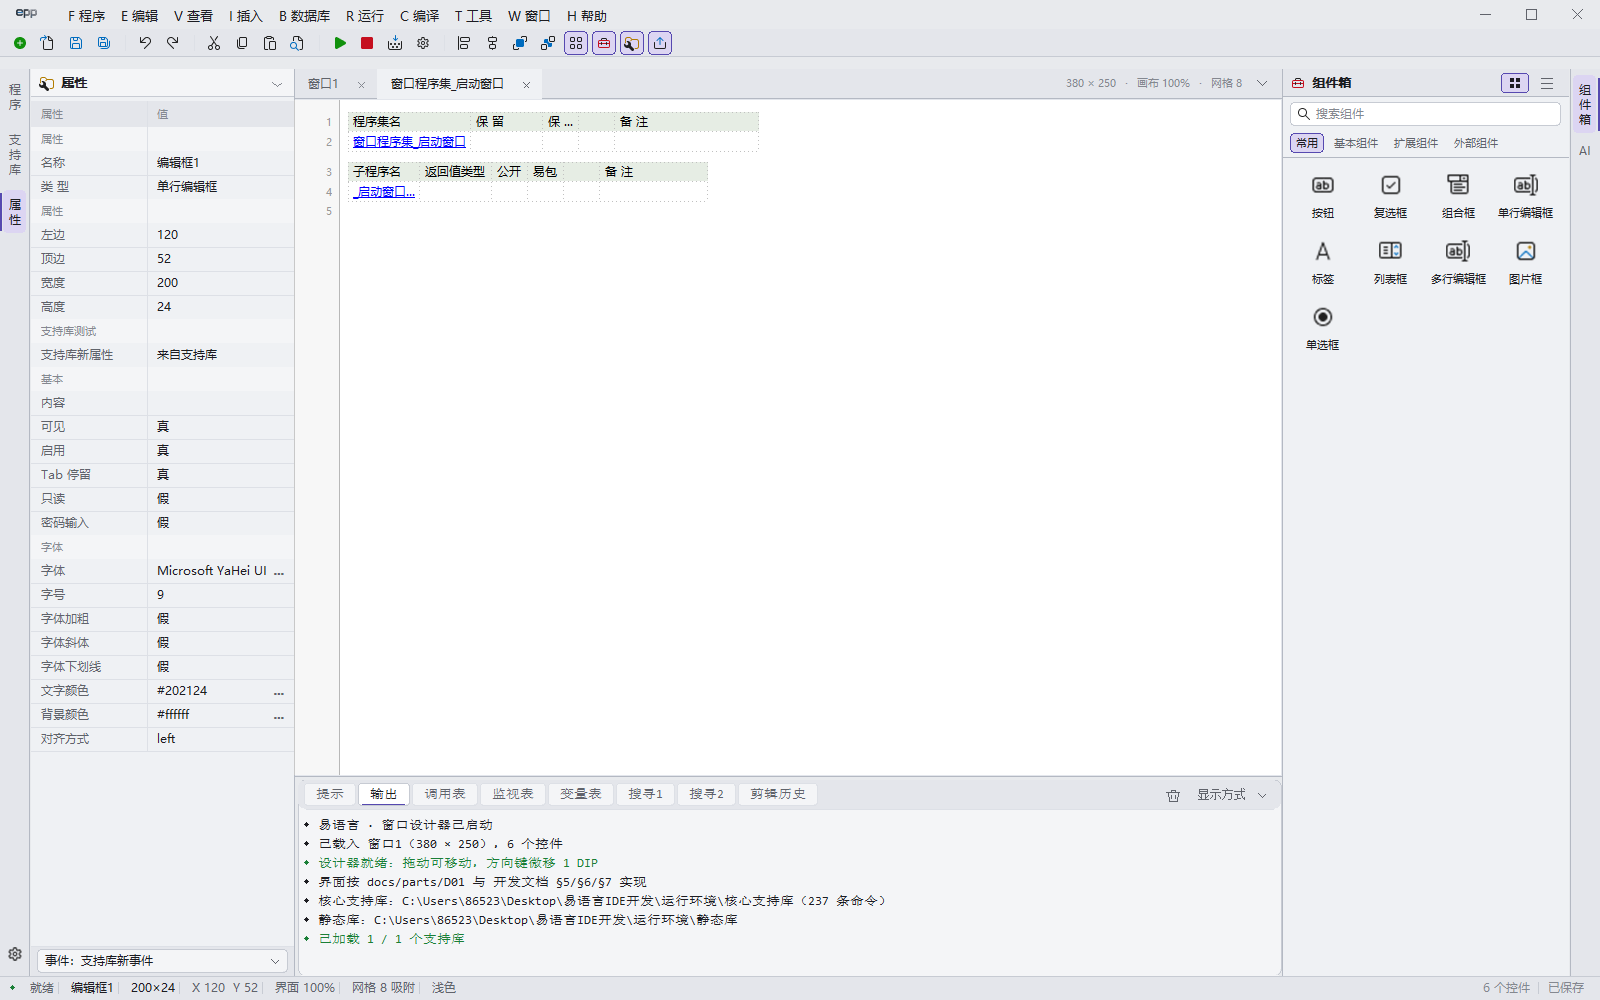 epp
F 程序 E 编辑 V 查看 I 插入 B 数据库 R 运行 C 编译 T 工具 W 窗口 H 帮助
程序
支持库
属性
属性
属性 值
属性
名称 编辑框1
类 型 单行编辑框
属性
左边 120
顶边 52
宽度 200
高度 24
支持库测试
支持库新属性 来自支持库
基本
内容
可见 真
启用 真
Tab 停留 真
只读 假
密码输入 假
字体
字体 Microsoft YaHei UI ...
字号 9
字体加粗 假
字体斜体 假
字体下划线 假
文字颜色 #202124 ...
背景颜色 #ffffff ...
对齐方式 left
事件：支持库新事件
窗口1 × 窗口程序集_启动窗口 ×
380 × 250 · 画布 100% · 网格 8
1 程序集名 保 留 保 ... 备 注
2 窗口程序集_启动窗口
3 子程序名 返回值类型 公开 易包 备 注
4 _启动窗口...
5
提示 输出 调用表 监视表 变量表 搜寻1 搜寻2 剪辑历史 显示方式
易语言 · 窗口设计器已启动
已载入 窗口1（380 × 250），6 个控件
设计器就绪：拖动可移动，方向键微移 1 DIP
界面按 docs/parts/D01 与 开发文档 §5/§6/§7 实现
核心支持库：C:\Users\86523\Desktop\易语言IDE开发\运行环境\核心支持库（237 条命令）
静态库：C:\Users\86523\Desktop\易语言IDE开发\运行环境\静态库
已加载 1 / 1 个支持库
组件箱
搜索组件
常用 基本组件 扩展组件 外部组件
按钮 复选框 组合框 单行编辑框
标签 列表框 多行编辑框 图片框
单选框
组件箱
AI
就绪 编辑框1 200×24 X 120 Y 52 界面 100% 网格 8 吸附 浅色 6 个控件 已保存